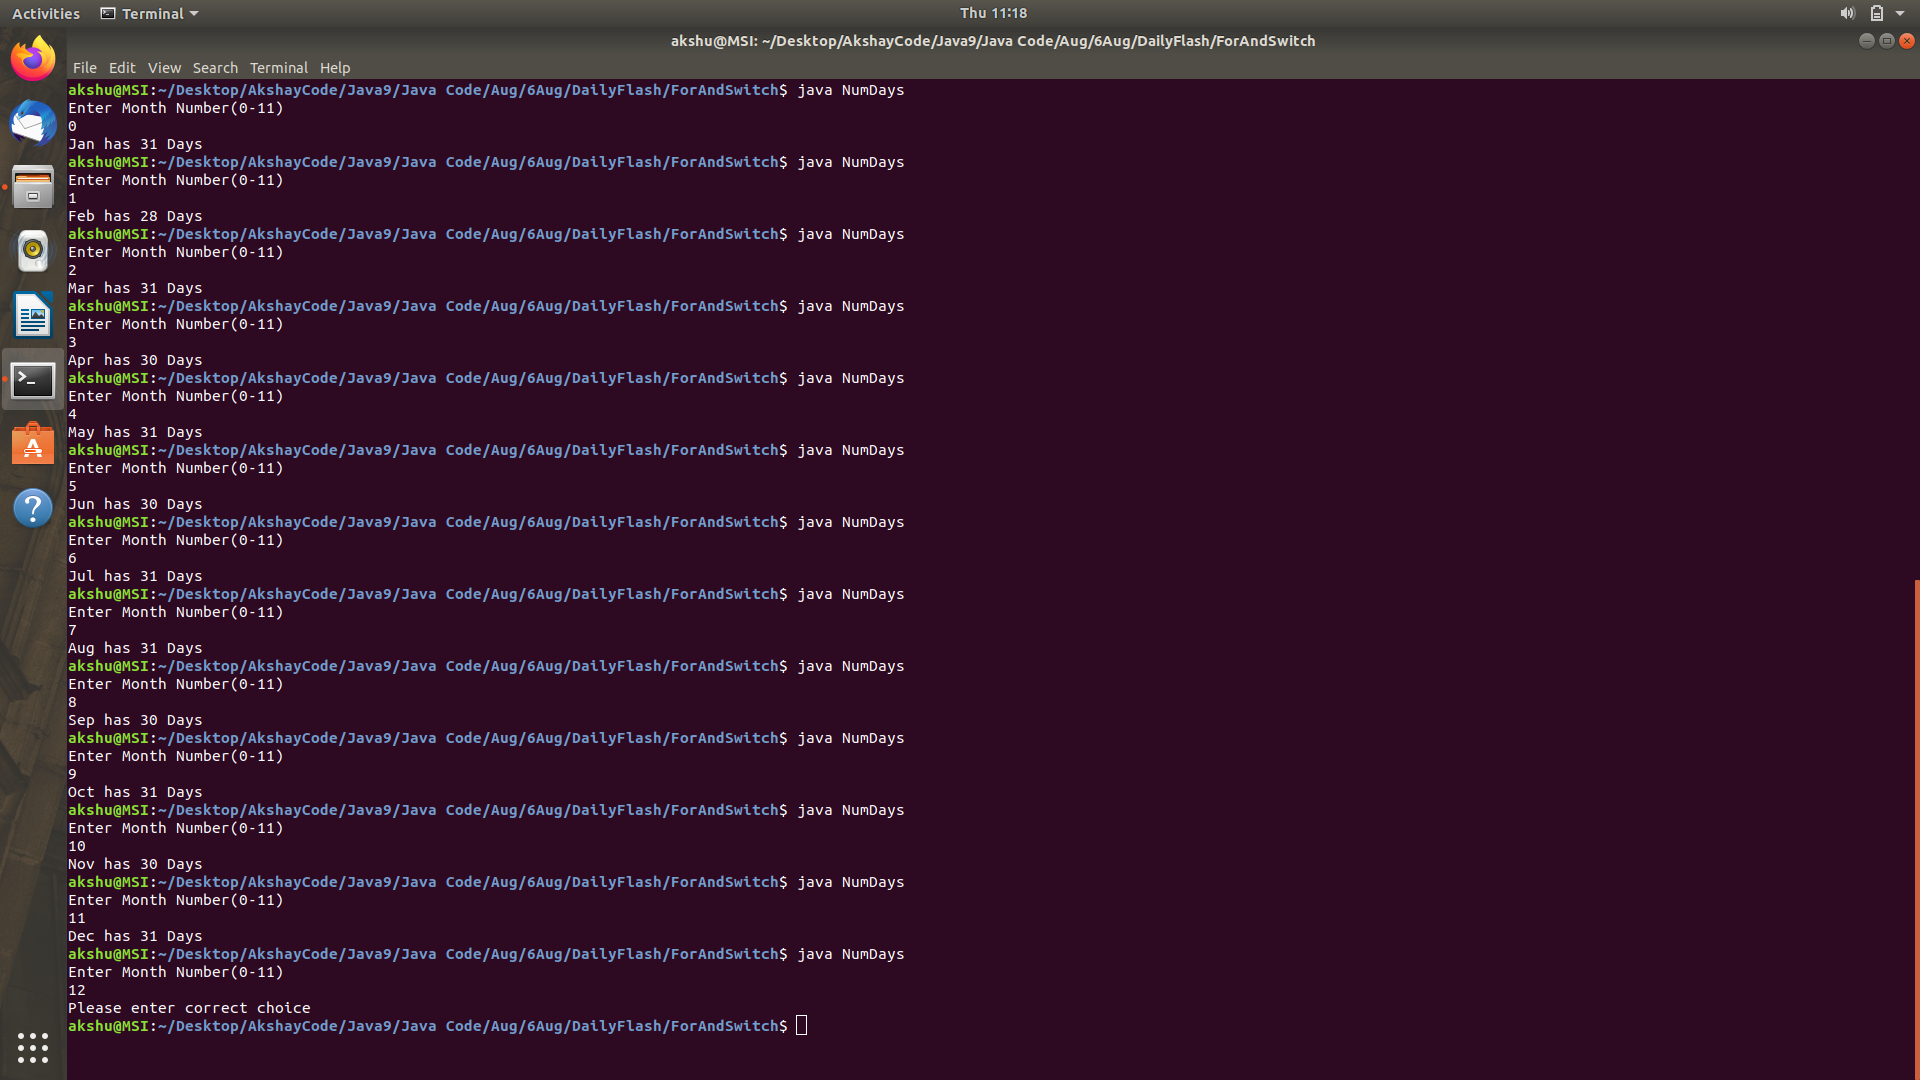 Activities Terminal Thu 11:18
akshu@MSI: ~/Desktop/AkshayCode/Java9/Java Code/Aug/6Aug/DailyFlash/ForAndSwitch
File Edit View Search Terminal Help
akshu@MSI:~/Desktop/AkshayCode/Java9/Java Code/Aug/6Aug/DailyFlash/ForAndSwitch$ java NumDays
Enter Month Number(0-11)
0
Jan has 31 Days
akshu@MSI:~/Desktop/AkshayCode/Java9/Java Code/Aug/6Aug/DailyFlash/ForAndSwitch$ java NumDays
Enter Month Number(0-11)
1
Feb has 28 Days
akshu@MSI:~/Desktop/AkshayCode/Java9/Java Code/Aug/6Aug/DailyFlash/ForAndSwitch$ java NumDays
Enter Month Number(0-11)
2
Mar has 31 Days
akshu@MSI:~/Desktop/AkshayCode/Java9/Java Code/Aug/6Aug/DailyFlash/ForAndSwitch$ java NumDays
Enter Month Number(0-11)
3
Apr has 30 Days
akshu@MSI:~/Desktop/AkshayCode/Java9/Java Code/Aug/6Aug/DailyFlash/ForAndSwitch$ java NumDays
Enter Month Number(0-11)
4
May has 31 Days
akshu@MSI:~/Desktop/AkshayCode/Java9/Java Code/Aug/6Aug/DailyFlash/ForAndSwitch$ java NumDays
Enter Month Number(0-11)
5
Jun has 30 Days
akshu@MSI:~/Desktop/AkshayCode/Java9/Java Code/Aug/6Aug/DailyFlash/ForAndSwitch$ java NumDays
Enter Month Number(0-11)
6
Jul has 31 Days
akshu@MSI:~/Desktop/AkshayCode/Java9/Java Code/Aug/6Aug/DailyFlash/ForAndSwitch$ java NumDays
Enter Month Number(0-11)
7
Aug has 31 Days
akshu@MSI:~/Desktop/AkshayCode/Java9/Java Code/Aug/6Aug/DailyFlash/ForAndSwitch$ java NumDays
Enter Month Number(0-11)
8
Sep has 30 Days
akshu@MSI:~/Desktop/AkshayCode/Java9/Java Code/Aug/6Aug/DailyFlash/ForAndSwitch$ java NumDays
Enter Month Number(0-11)
9
Oct has 31 Days
akshu@MSI:~/Desktop/AkshayCode/Java9/Java Code/Aug/6Aug/DailyFlash/ForAndSwitch$ java NumDays
Enter Month Number(0-11)
10
Nov has 30 Days
akshu@MSI:~/Desktop/AkshayCode/Java9/Java Code/Aug/6Aug/DailyFlash/ForAndSwitch$ java NumDays
Enter Month Number(0-11)
11
Dec has 31 Days
akshu@MSI:~/Desktop/AkshayCode/Java9/Java Code/Aug/6Aug/DailyFlash/ForAndSwitch$ java NumDays
Enter Month Number(0-11)
12
Please enter correct choice
akshu@MSI:~/Desktop/AkshayCode/Java9/Java Code/Aug/6Aug/DailyFlash/ForAndSwitch$